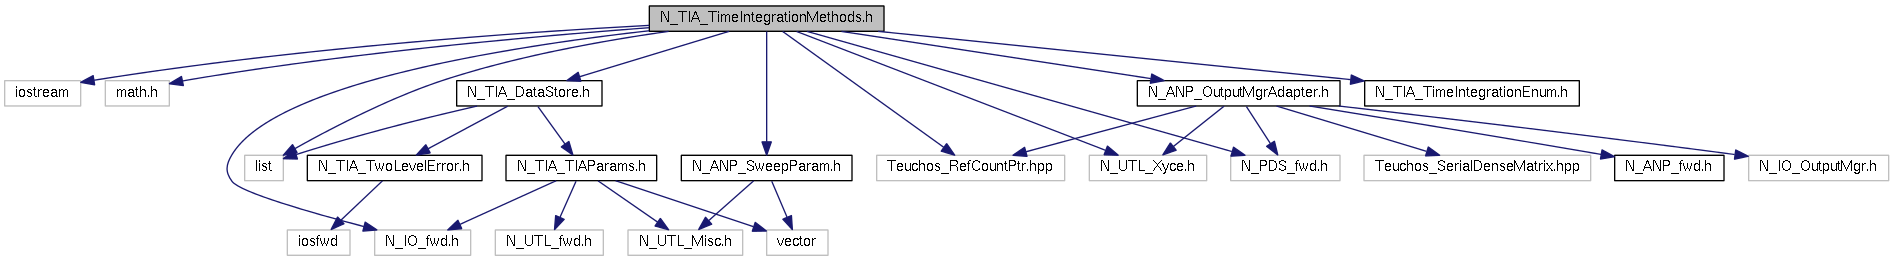 N_TIA_TimeIntegrationMethods.h
iostream
math.h
N_TIA_DataStore.h
N_ANP_OutputMgrAdapter.h
N_TIA_TimeIntegrationEnum.h
list
N_TIA_TwoLevelError.h
N_TIA_TIAParams.h
N_ANP_SweepParam.h
Teuchos_RefCountPtr.hpp
N_UTL_Xyce.h
N_PDS_fwd.h
Teuchos_SerialDenseMatrix.hpp
N_ANP_fwd.h
N_IO_OutputMgr.h
iosfwd
N_IO_fwd.h
N_UTL_fwd.h
N_UTL_Misc.h
vector